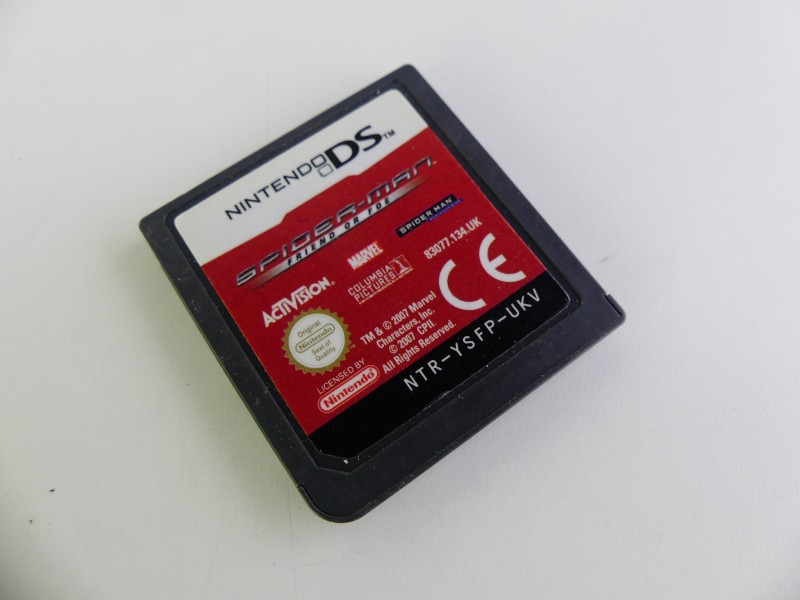 NINTENDO DS™
SPIDER-MAN™
FRIEND OR FOE
ACTIVISION®
MARVEL
SPIDER-MAN
COLUMBIA
PICTURES
83077.134.UK
CE
Original
Nintendo
Seal of
Quality
TM & © 2007 Marvel
Characters, Inc.
© 2007 CPII.
All Rights Reserved.
LICENSED BY
Nintendo®
NTR-YSFP-UKV